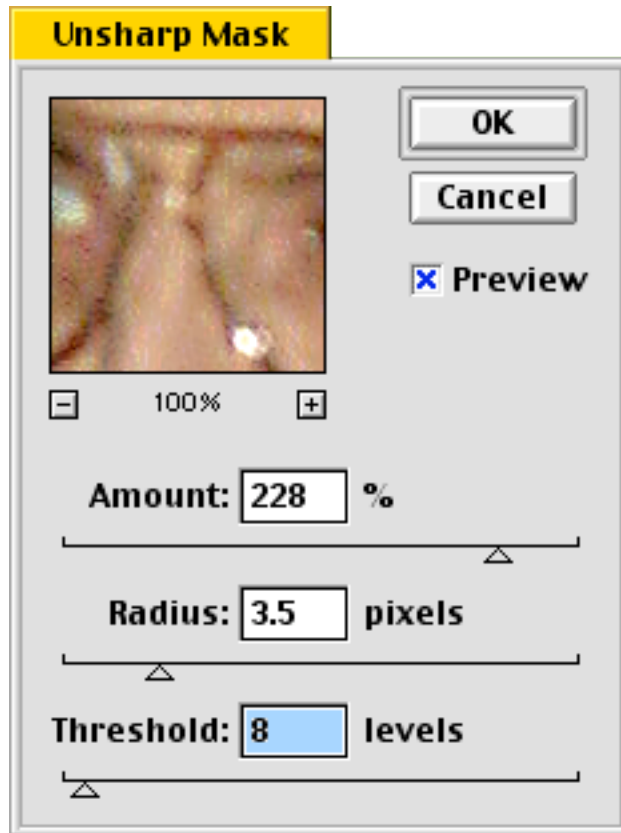 Unsharp Mask
OK
Cancel
Preview
100%
Amount: 228 %
Radius: 3.5 pixels
Threshold: 8 levels